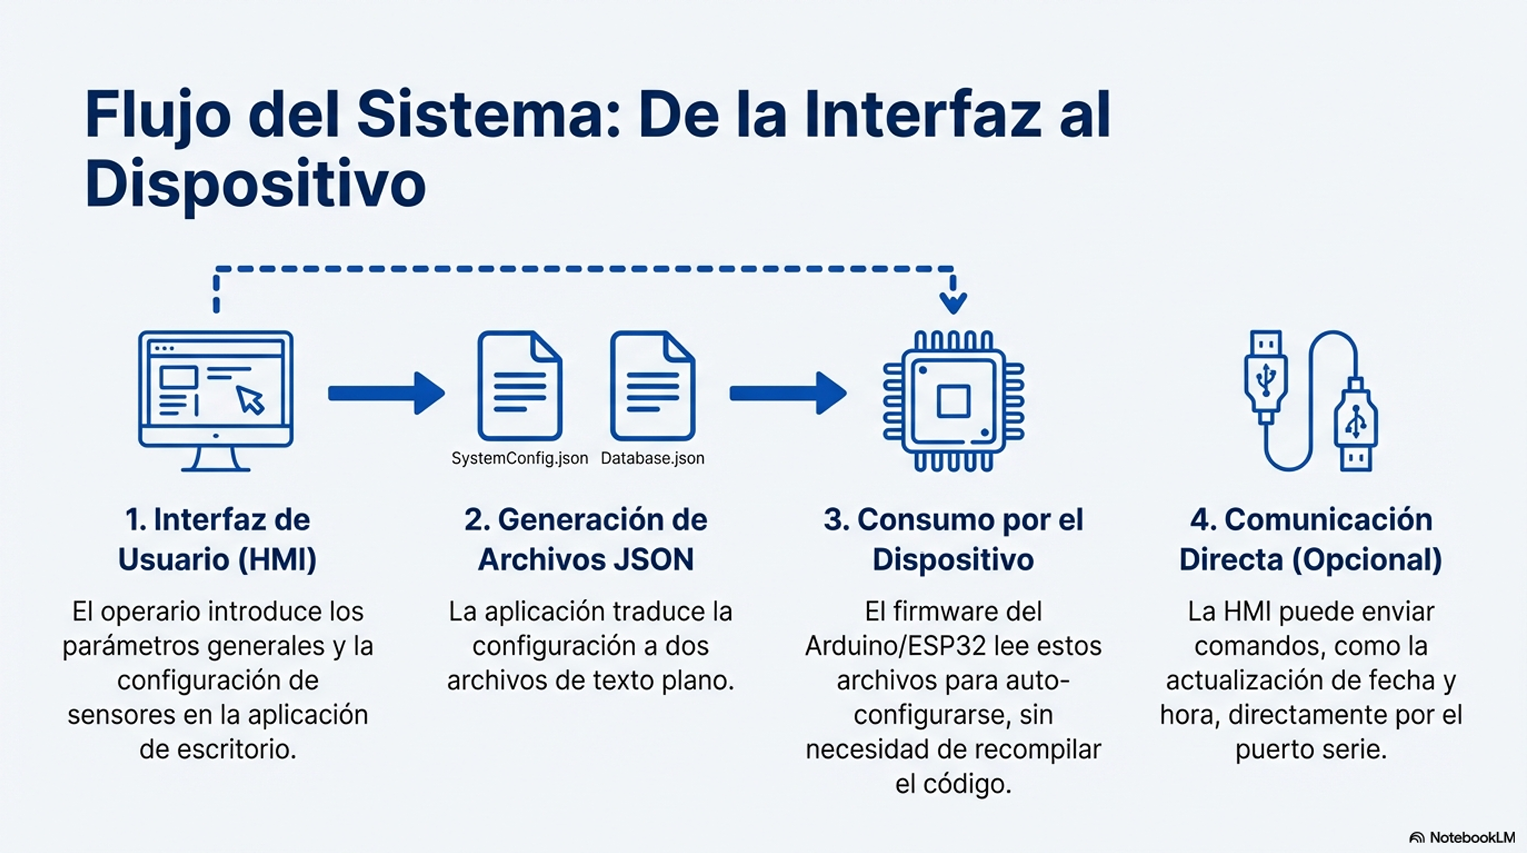 Flujo del Sistema: De la Interfaz al
Dispositivo
SystemConfig.json
Database.json
1. Interfaz de
Usuario (HMI)
El operario introduce los
parámetros generales y la
configuración de
sensores en la aplicación
de escritorio.
2. Generación de
Archivos JSON
La aplicación traduce la
configuración a dos
archivos de texto plano.
3. Consumo por el
Dispositivo
El firmware del
Arduino/ESP32 lee estos
archivos para auto-
configurarse, sin
necesidad de recompilar
el código.
4. Comunicación
Directa (Opcional)
La HMI puede enviar
comandos, como la
actualización de fecha y
hora, directamente por el
puerto serie.
NotebookLM